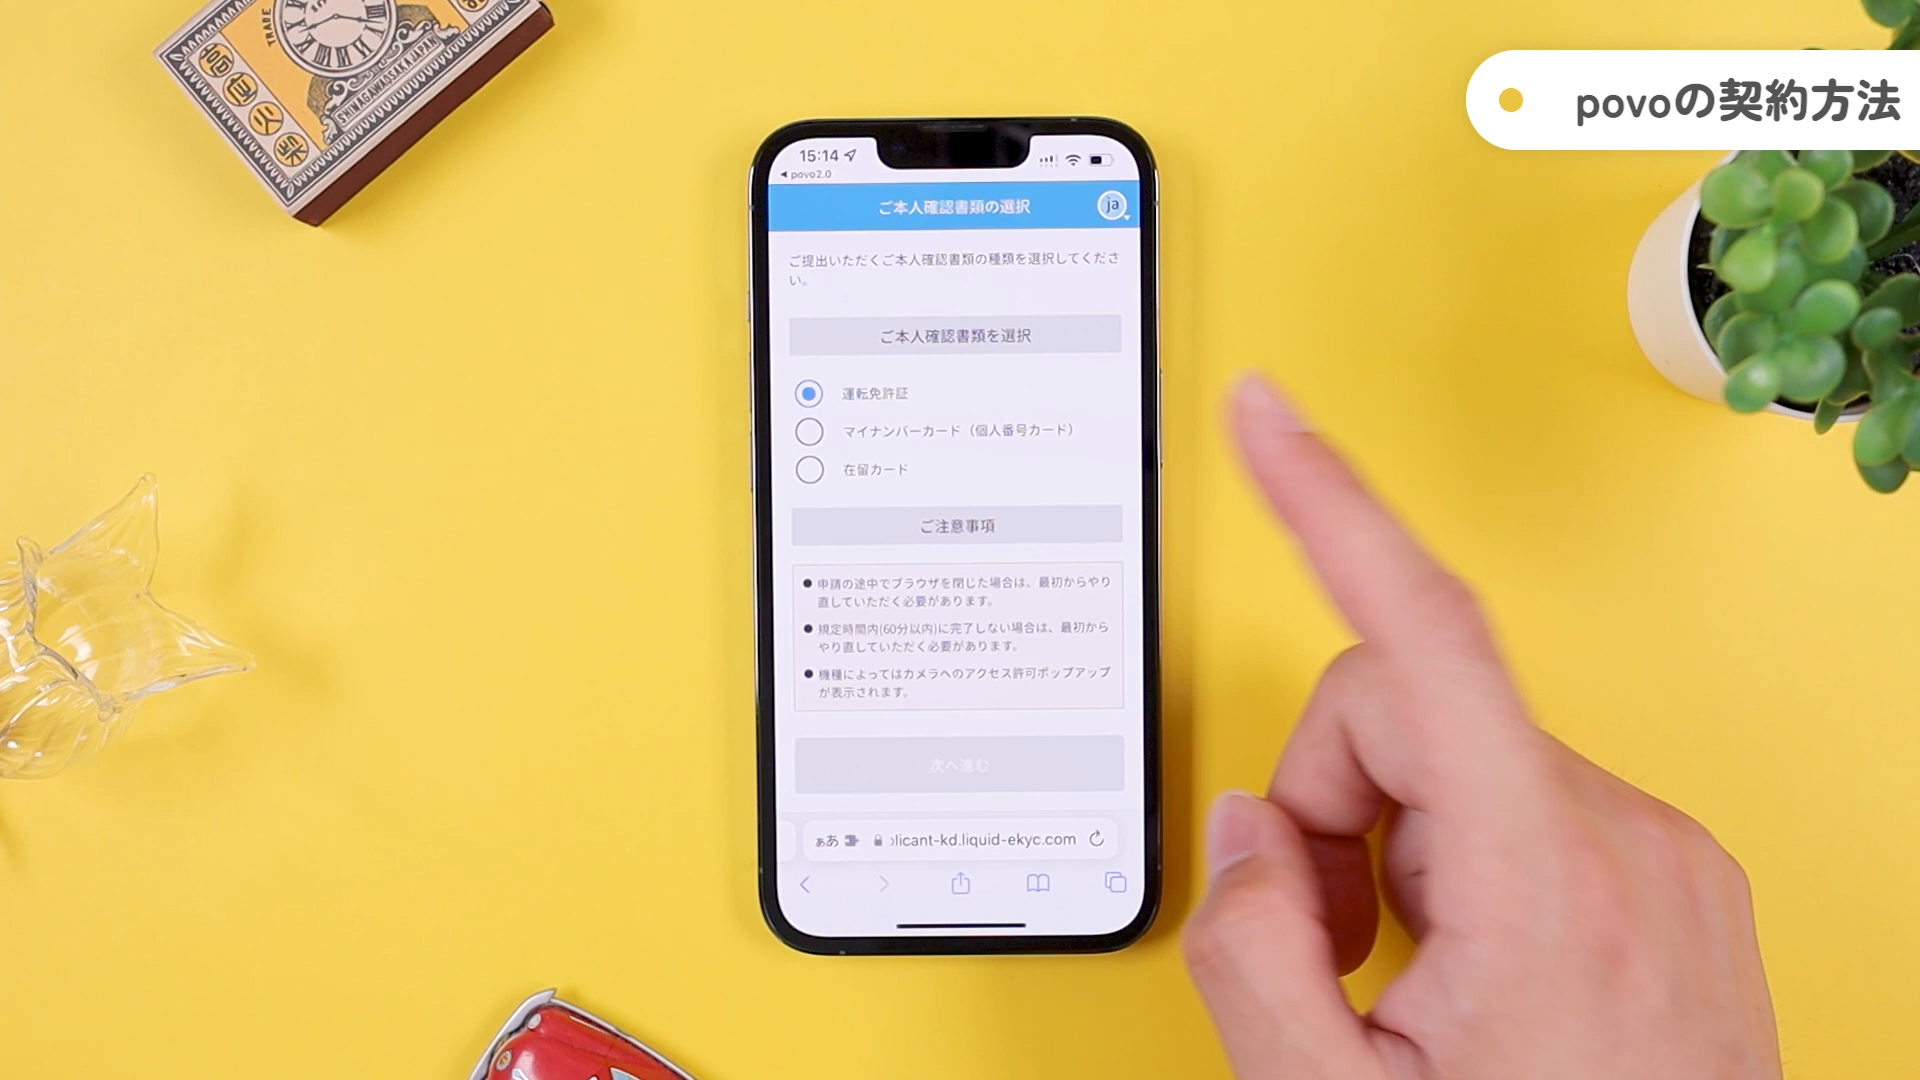 povoの契約方法
TRADE
SHIYAGAWA ASAKA JAPAN
15:14
povo2.0
ご本人確認書類の選択
ja
ご提出いただくご本人確認書類の種類を選択してくださ
い。
ご本人確認書類を選択
運転免許証
マイナンバーカード（個人番号カード）
在留カード
ご注意事項
● 申請の途中でブラウザを閉じた場合は、最初からやり
直していただく必要があります。
● 規定時間内(60分以内)に完了しない場合は、最初から
やり直していただく必要があります。
● 機種によってはカメラへのアクセス許可ポップアップ
が表示されます。
次へ進む
ぁあ
licant-kd.liquid-ekyc.com